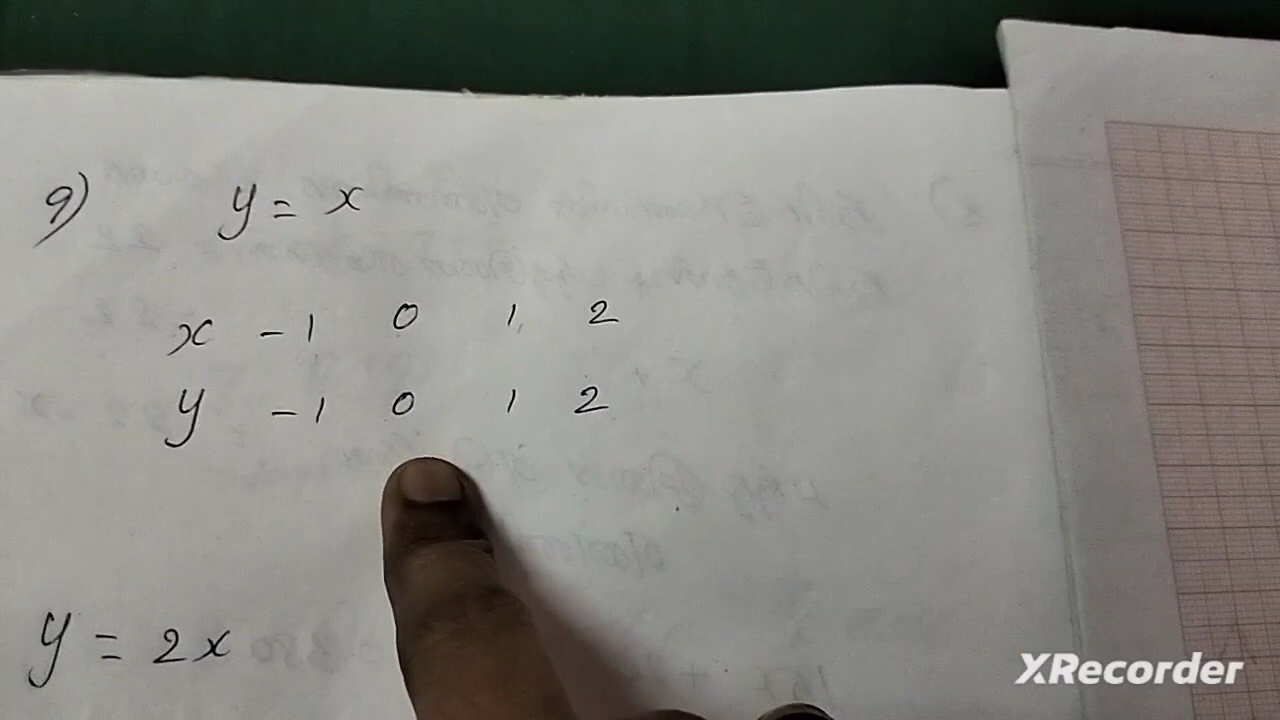 9) y = x
x -1 0 1 2
y -1 0 1 2
y = 2x
XRecorder